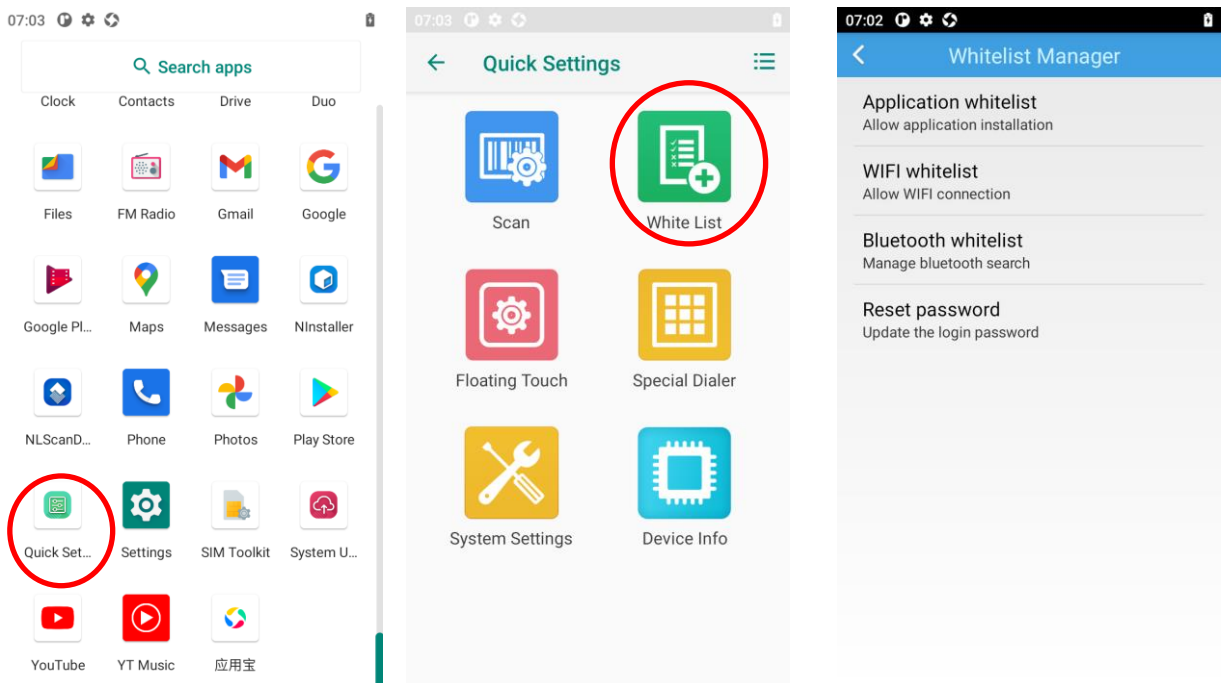 07:03
Search apps
Clock Contacts Drive Duo
Files FM Radio Gmail Google
Google Pl... Maps Messages NInstaller
NLScanD... Phone Photos Play Store
Quick Set... Settings SIM Toolkit System U...
YouTube YT Music 应用宝
07:03
Quick Settings
Scan White List
Floating Touch Special Dialer
System Settings Device Info
07:02
Whitelist Manager
Application whitelist
Allow application installation
WIFI whitelist
Allow WIFI connection
Bluetooth whitelist
Manage bluetooth search
Reset password
Update the login password